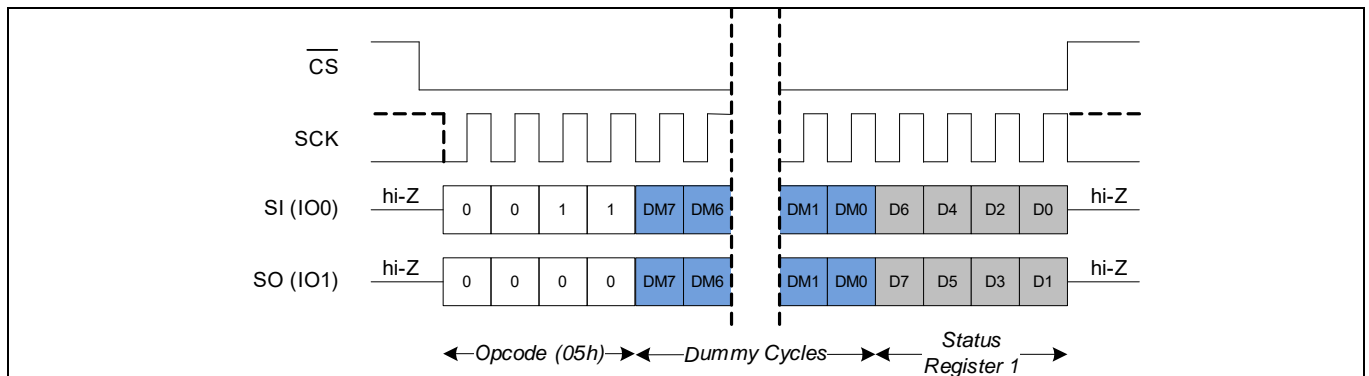 CS
SCK
hi-Z hi-Z
SI (IO0) 0 0 1 1 DM7 DM6 DM1 DM0 D6 D4 D2 D0
hi-Z hi-Z
SO (IO1) 0 0 0 0 DM7 DM6 DM1 DM0 D7 D5 D3 D1
Opcode (05h) Dummy Cycles Status
Register 1